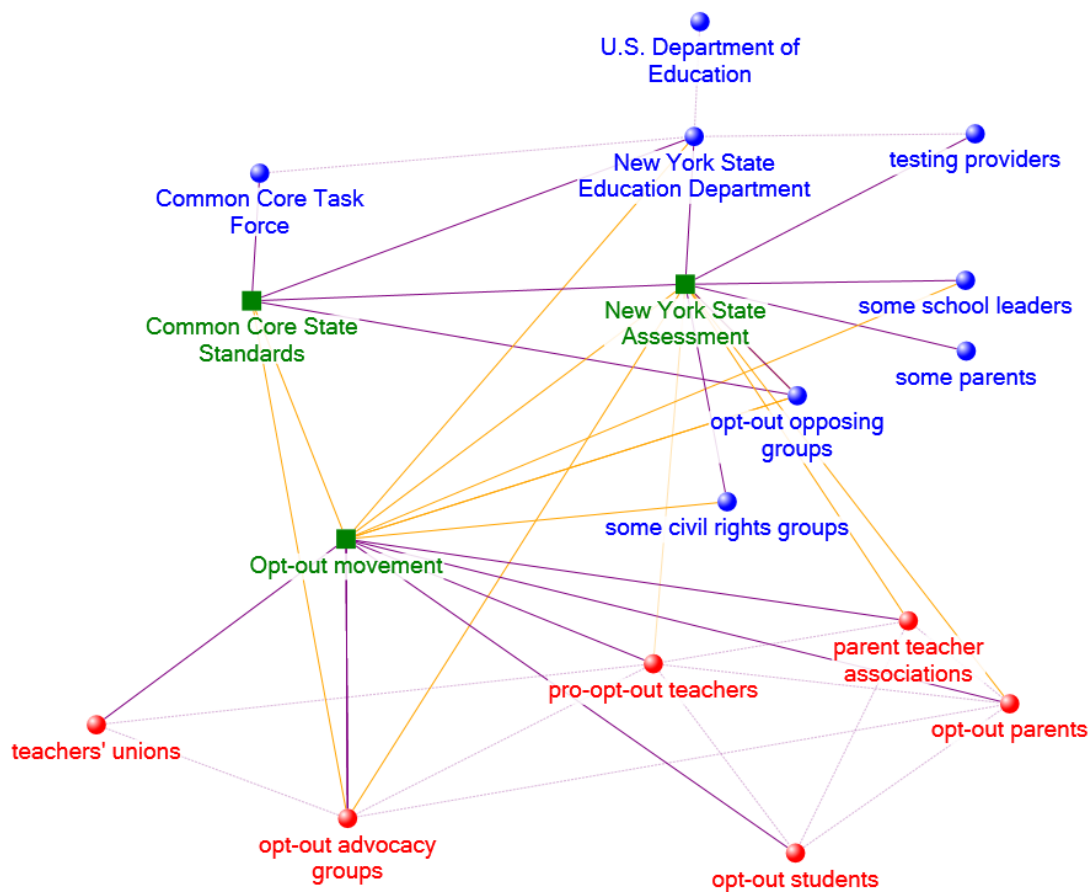 U.S. Department of
Education
New York State
Education Department
testing providers
Common Core Task
Force
some school leaders
Common Core State
Standards
New York State
Assessment
some parents
opt-out opposing
groups
some civil rights groups
Opt-out movement
parent teacher
associations
pro-opt-out teachers
opt-out parents
teachers' unions
opt-out advocacy
groups
opt-out students